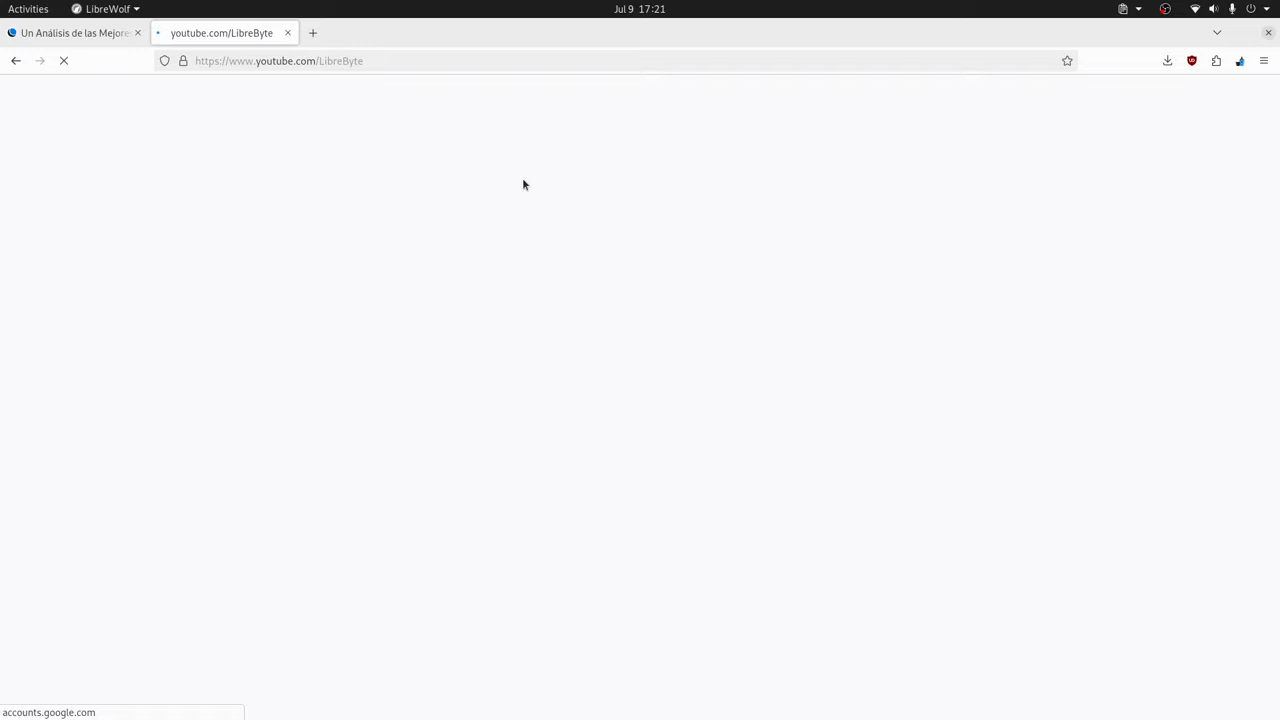 Activities
LibreWolf
Jul 9 17:21
Un Análisis de las Mejore
youtube.com/LibreByte
https://www.youtube.com/LibreByte
accounts.google.com